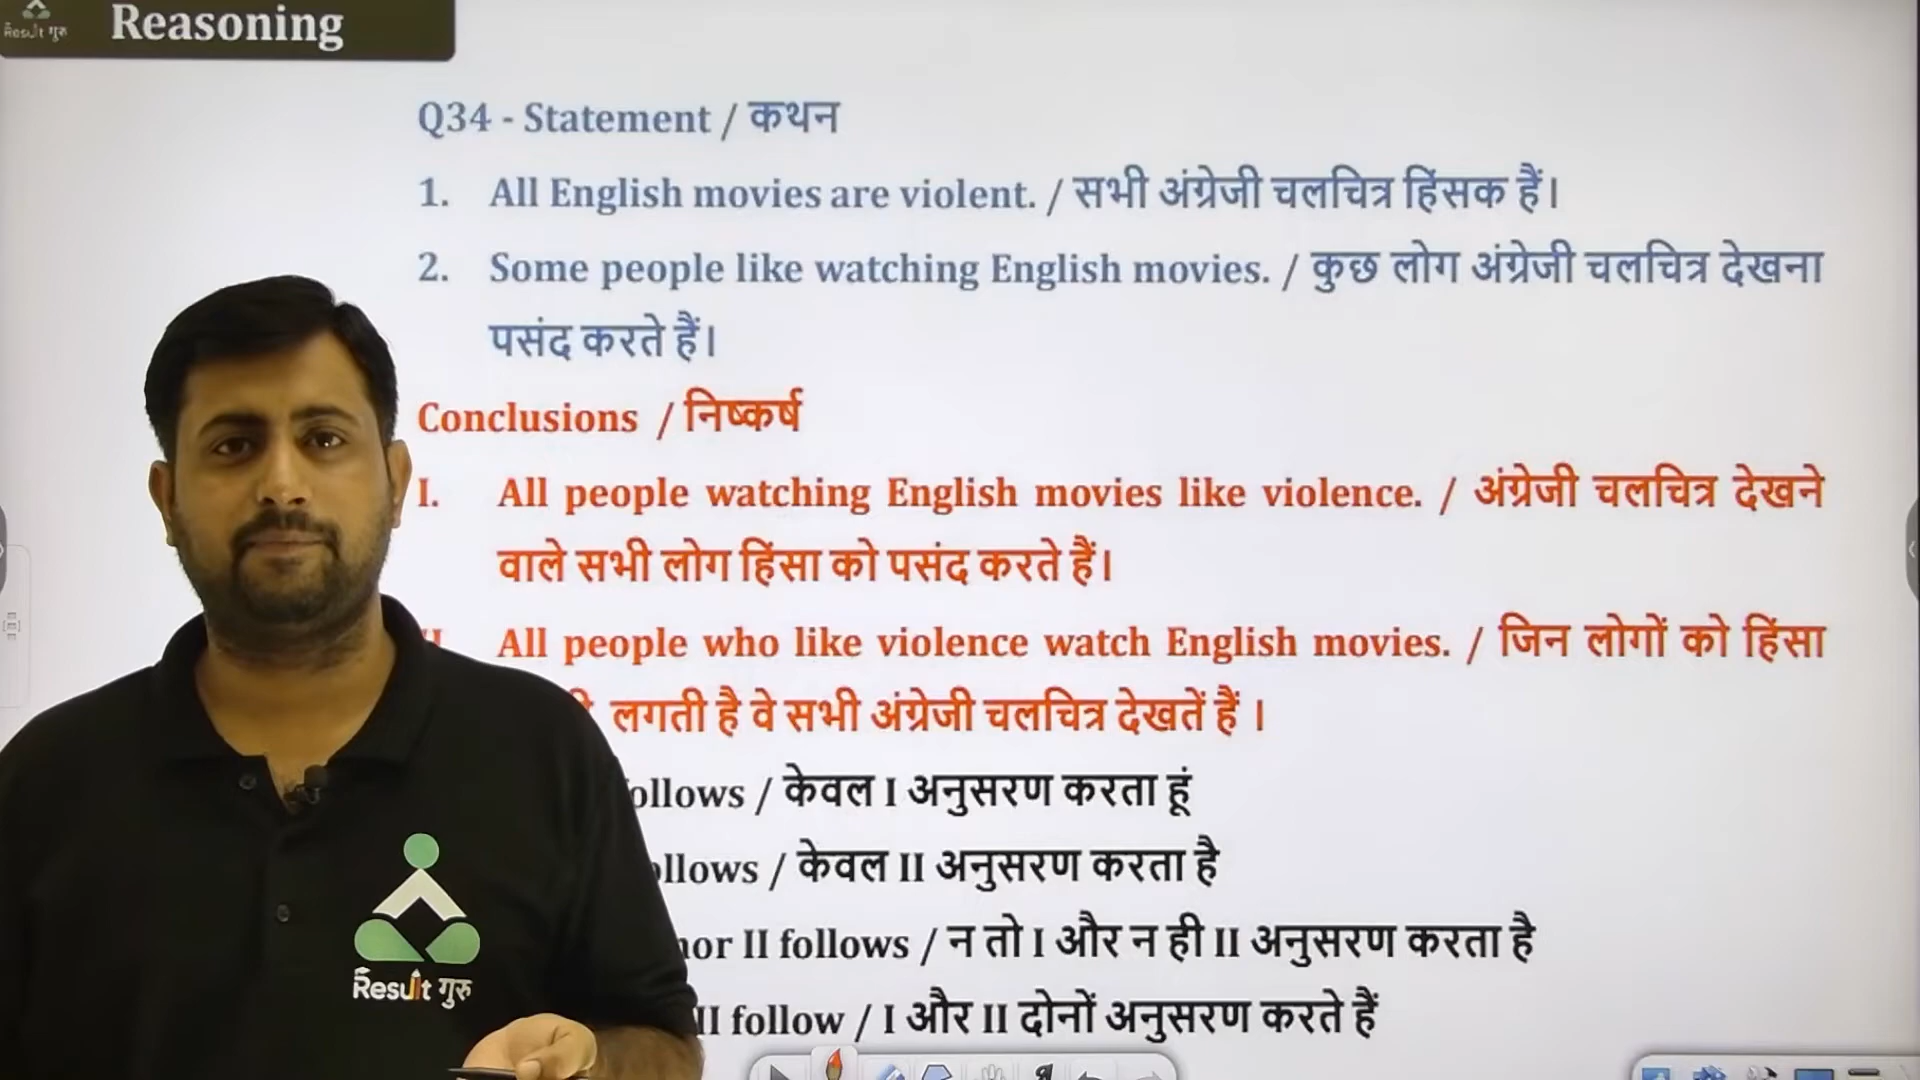 Result गुरु
Reasoning
Q34 - Statement / कथन
1. All English movies are violent. / सभी अंग्रेजी चलचित्र हिंसक हैं।
2. Some people like watching English movies. / कुछ लोग अंग्रेजी चलचित्र देखना
पसंद करते हैं।
Conclusions / निष्कर्ष
I. All people watching English movies like violence. / अंग्रेजी चलचित्र देखने
वाले सभी लोग हिंसा को पसंद करते हैं।
All people who like violence watch English movies. / जिन लोगों को हिंसा
लगती है वे सभी अंग्रेजी चलचित्र देखतें हैं ।
/ केवल I अनुसरण करता हूं
/ केवल II अनुसरण करता है
nor II follows / न तो I और न ही II अनुसरण करता है
II follow / I और II दोनों अनुसरण करते हैं
Result गुरु